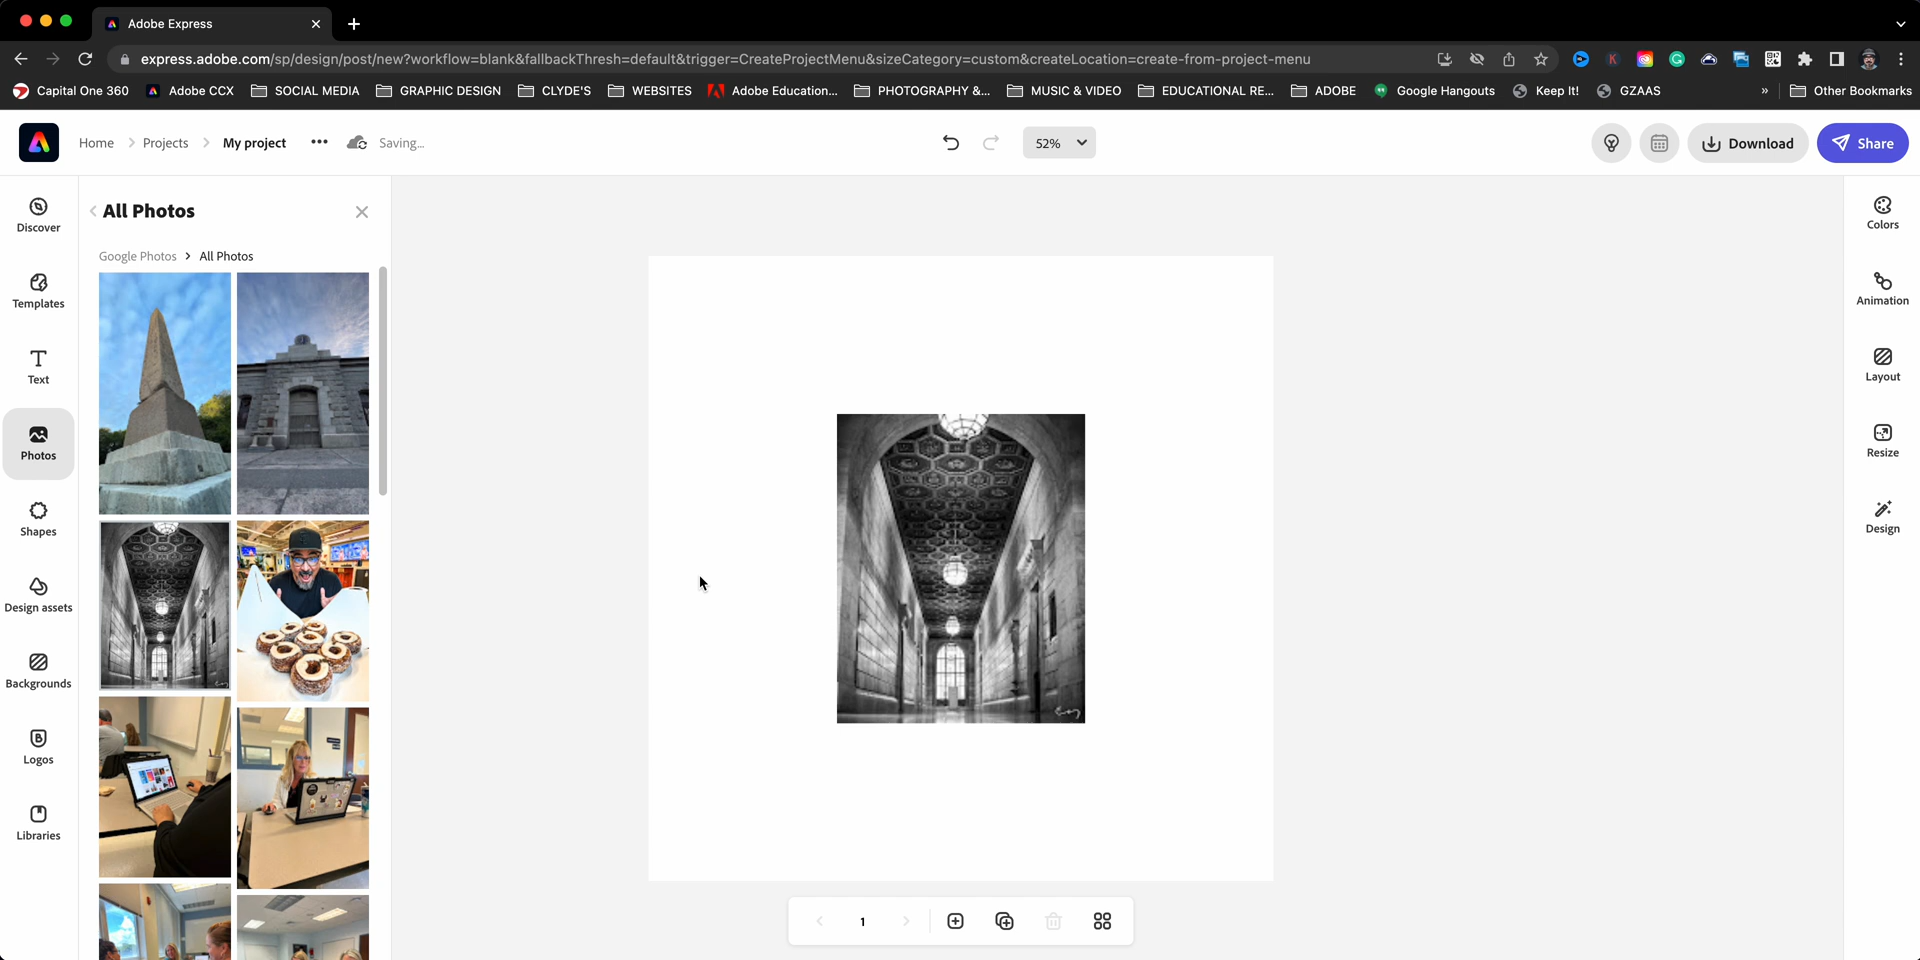 Adobe Express
express.adobe.com/sp/design/post/new?workflow=blank&fallbackThresh=default&trigger=CreateProjectMenu&sizeCategory=custom&createLocation=create-from-project-menu
Capital One 360 Adobe CCX SOCIAL MEDIA GRAPHIC DESIGN CLYDE'S WEBSITES Adobe Education... PHOTOGRAPHY &... MUSIC & VIDEO EDUCATIONAL RE... ADOBE Google Hangouts Keep It! GZAAS » Other Bookmarks
Home Projects My project ••• Saving... 52% Download Share
Discover
Templates
Text
Photos
Shapes
Design assets
Backgrounds
Logos
Libraries
All Photos
Google Photos > All Photos
1
Colors
Animation
Layout
Resize
Design